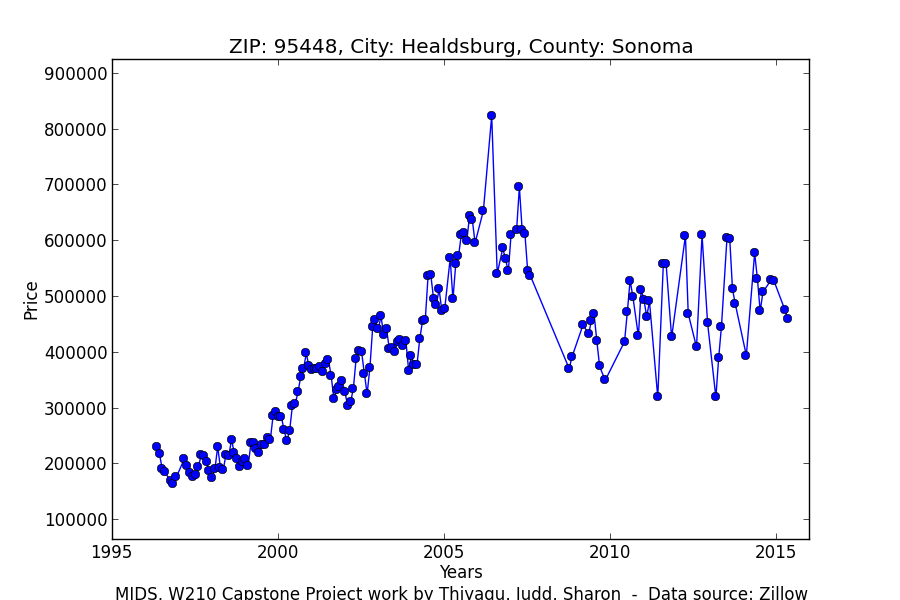 ZIP: 95448, City: Healdsburg, County: Sonoma
900000
800000
700000
600000
500000
400000
300000
200000
100000
Price
1995 2000 2005 2010 2015
Years
MIDS, W210 Capstone Project work by Thiyagu, Judd, Sharon - Data source: Zillow